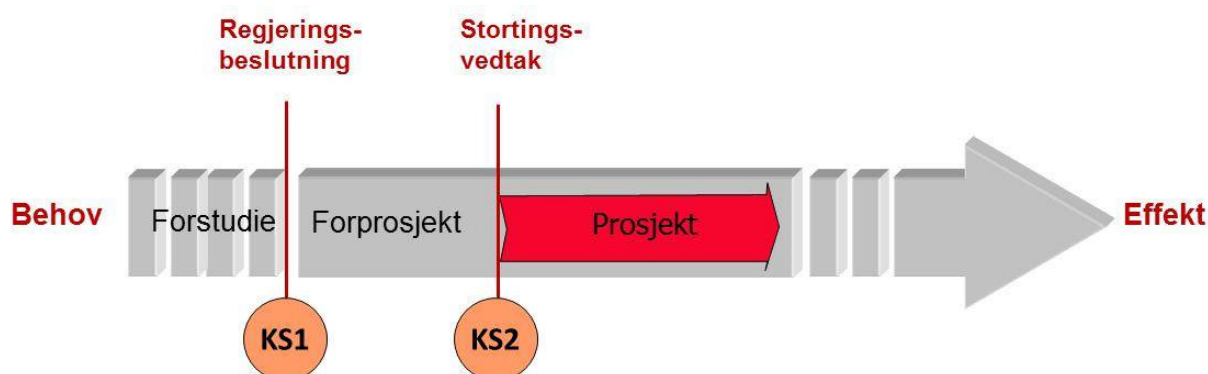 Regjerings-
beslutning
Stortings-
vedtak
Behov
Forstudie
Forprosjekt
Prosjekt
Effekt
KS1
KS2